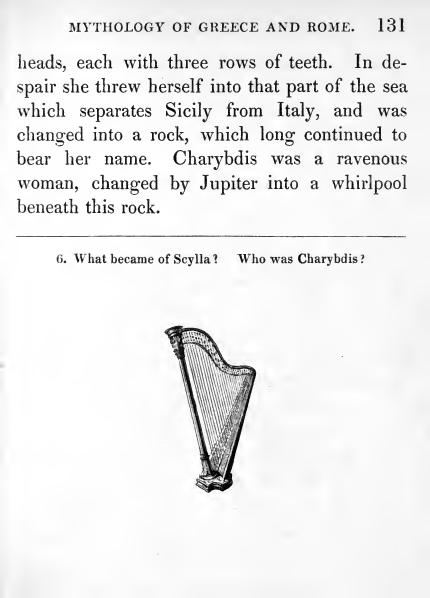 MYTHOLOGY OF GREECE AND ROME. 131
heads, each with three rows of teeth. In de-
spair she threw herself into that part of the sea
which separates Sicily from Italy, and was
changed into a rock, which long continued to
bear her name. Charybdis was a ravenous
woman, changed by Jupiter into a whirlpool
beneath this rock.
6. What became of Scylla? Who was Charybdis?